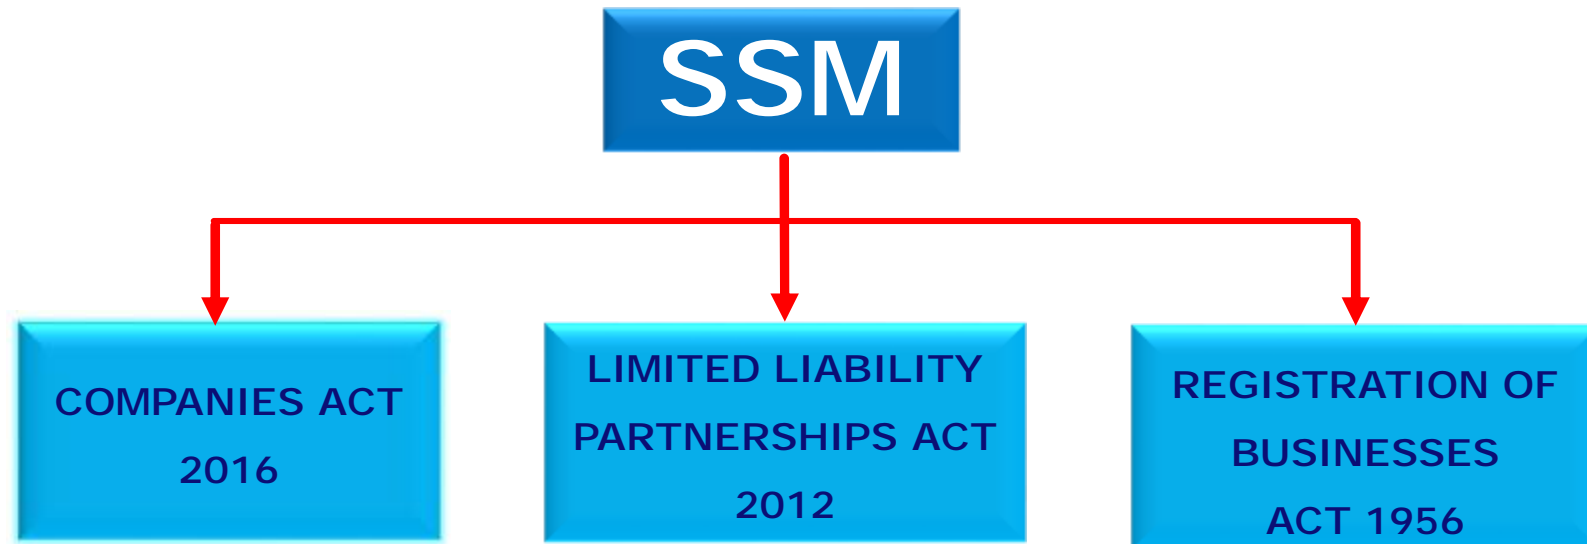 SSM
COMPANIES ACT
2016
LIMITED LIABILITY
PARTNERSHIPS ACT
2012
REGISTRATION OF
BUSINESSES
ACT 1956